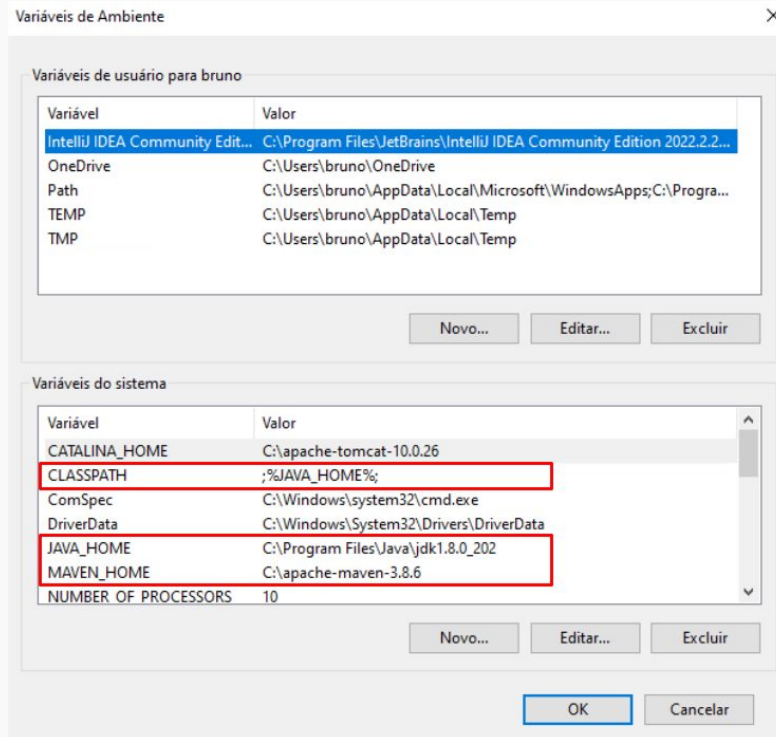 Variáveis de Ambiente
Variáveis de usuário para bruno
Variável Valor
IntelliJ IDEA Community Edit... C:\Program Files\JetBrains\IntelliJ IDEA Community Edition 2022.2.2...
OneDrive C:\Users\bruno\OneDrive
Path C:\Users\bruno\AppData\Local\Microsoft\WindowsApps;C:\Progra...
TEMP C:\Users\bruno\AppData\Local\Temp
TMP C:\Users\bruno\AppData\Local\Temp
Novo... Editar... Excluir
Variáveis do sistema
Variável Valor
CATALINA_HOME C:\apache-tomcat-10.0.26
CLASSPATH ;%JAVA_HOME%;
ComSpec C:\Windows\system32\cmd.exe
DriverData C:\Windows\System32\Drivers\DriverData
JAVA_HOME C:\Program Files\Java\jdk1.8.0_202
MAVEN_HOME C:\apache-maven-3.8.6
NUMBER_OF_PROCESSORS 10
Novo... Editar... Excluir
OK Cancelar